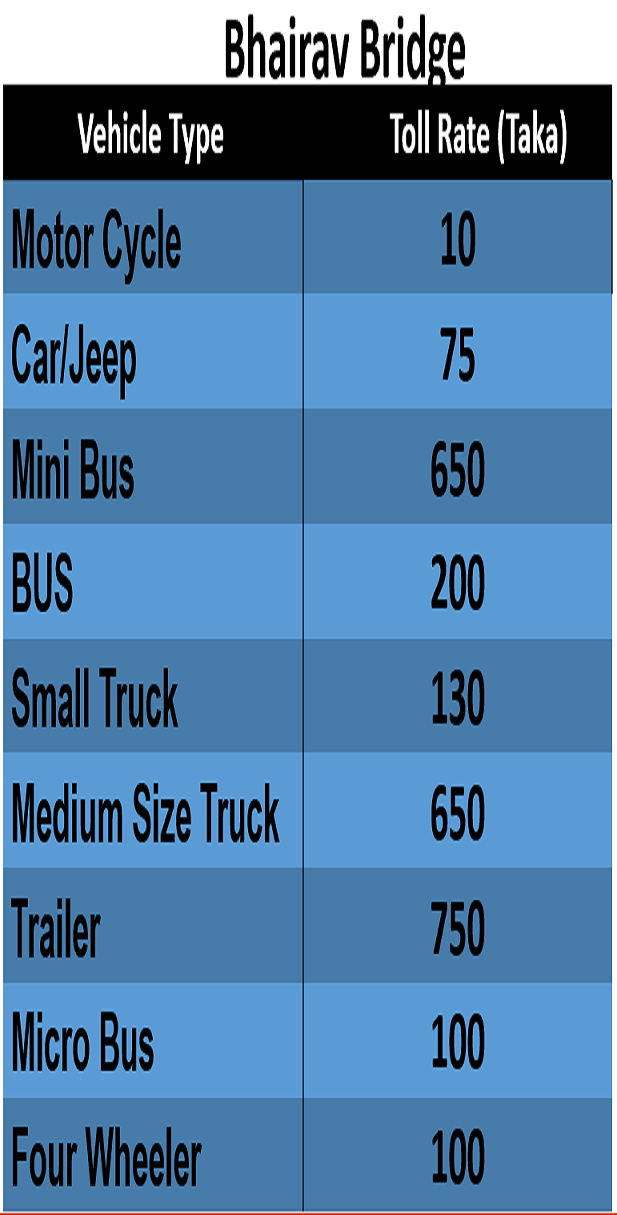 Bhairav Bridge
Vehicle Type Toll Rate (Taka)
Motor Cycle 10
Car/Jeep 75
Mini Bus 650
BUS 200
Small Truck 130
Medium Size Truck 650
Trailer 750
Micro Bus 100
Four Wheeler 100